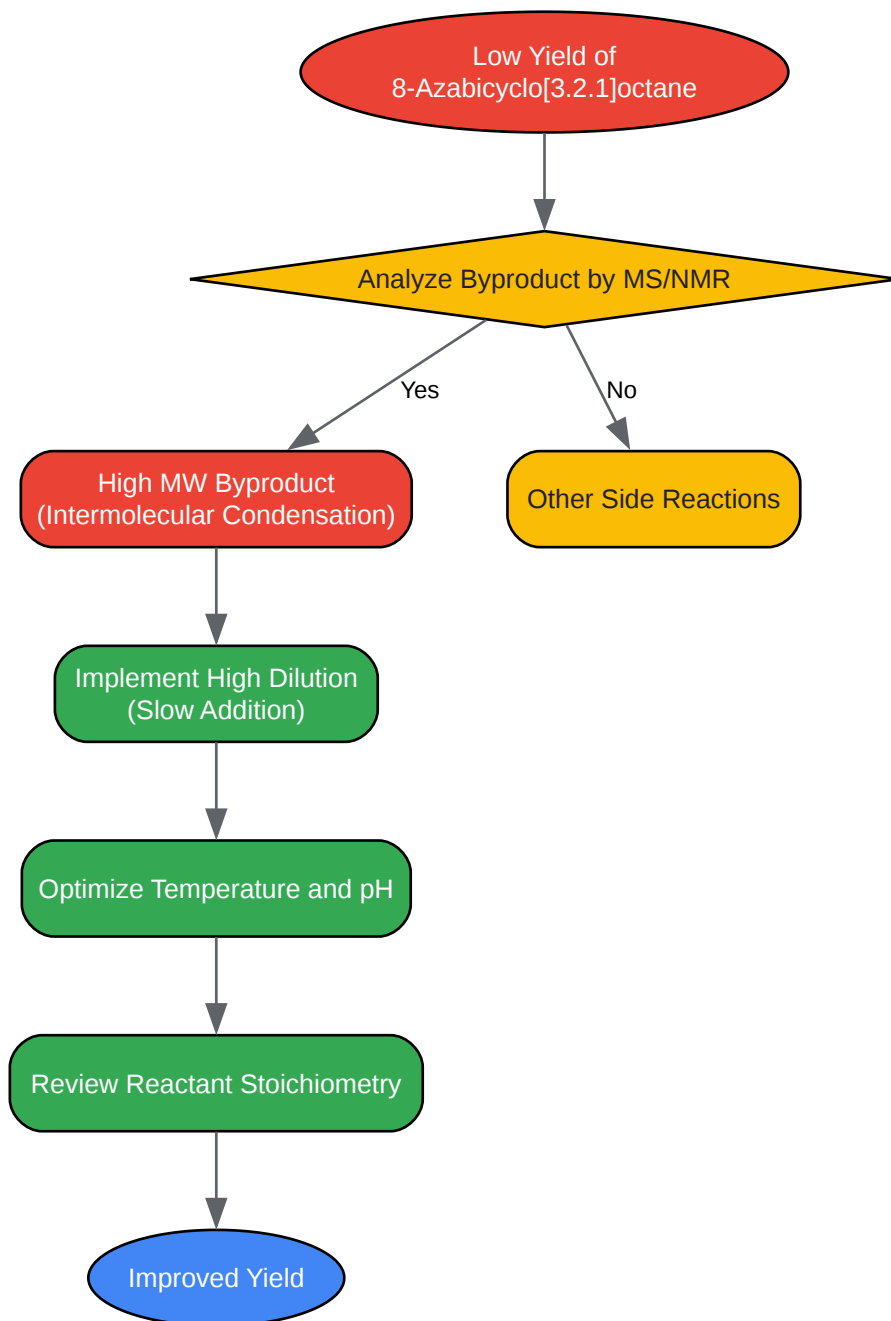 Low Yield of
8-Azabicyclo[3.2.1]octane
Analyze Byproduct by MS/NMR
Yes
No
High MW Byproduct
(Intermolecular Condensation)
Other Side Reactions
Implement High Dilution
(Slow Addition)
Optimize Temperature and pH
Review Reactant Stoichiometry
Improved Yield